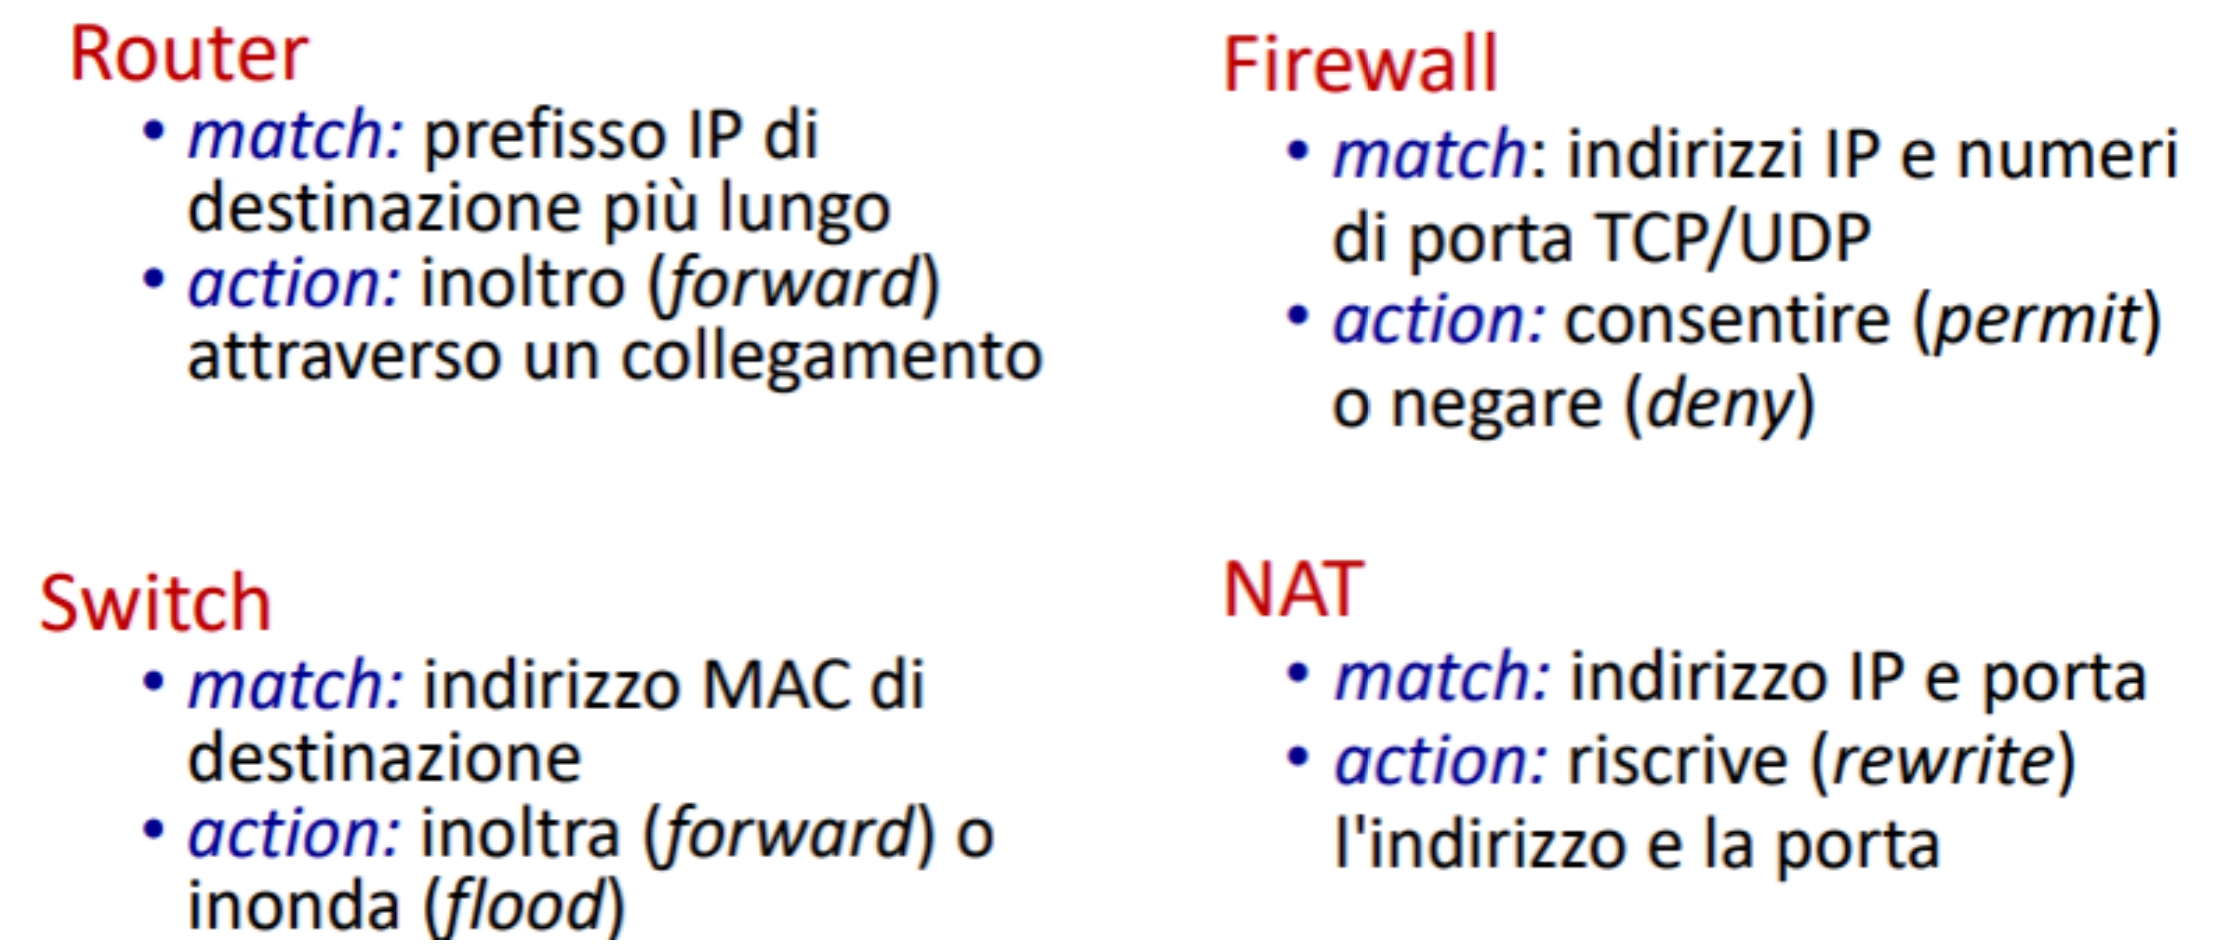 Router
• match: prefisso IP di
destinazione più lungo
• action: inoltro (forward)
attraverso un collegamento
Switch
• match: indirizzo MAC di
destinazione
• action: inoltra (forward) o
inonda (flood)
Firewall
• match: indirizzi IP e numeri
di porta TCP/UDP
• action: consentire (permit)
o negare (deny)
NAT
• match: indirizzo IP e porta
• action: riscrive (rewrite)
l'indirizzo e la porta